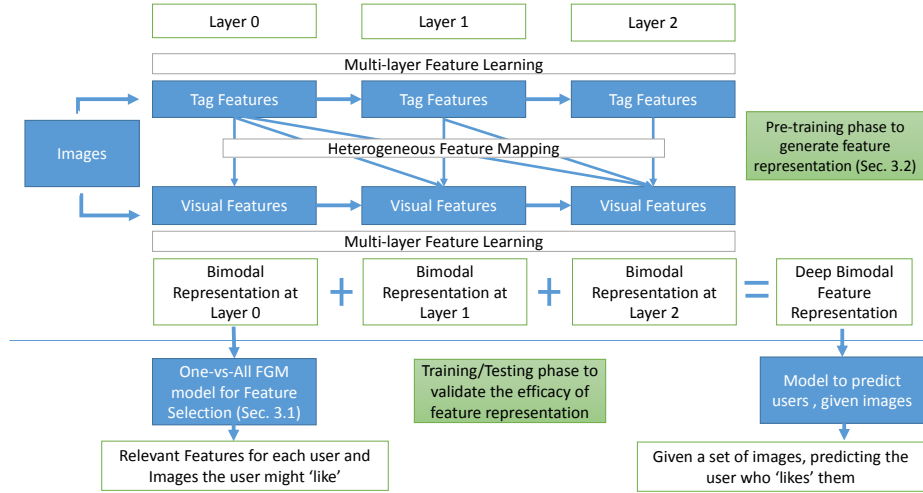 Layer 0
Layer 1
Layer 2
Multi-layer Feature Learning
Tag Features
Tag Features
Tag Features
Images
Heterogeneous Feature Mapping
Pre-training phase to
generate feature
representation (Sec. 3.2)
Visual Features
Visual Features
Visual Features
Multi-layer Feature Learning
Bimodal
Representation at
Layer 0
+
Bimodal
Representation at
Layer 1
+
Bimodal
Representation at
Layer 2
=
Deep Bimodal
Feature
Representation
One-vs-All FGM
model for Feature
Selection (Sec. 3.1)
Training/Testing phase to
validate the efficacy of
feature representation
Model to predict
users , given images
Relevant Features for each user and
Images the user might ‘like’
Given a set of images, predicting the
user who ‘likes’ them